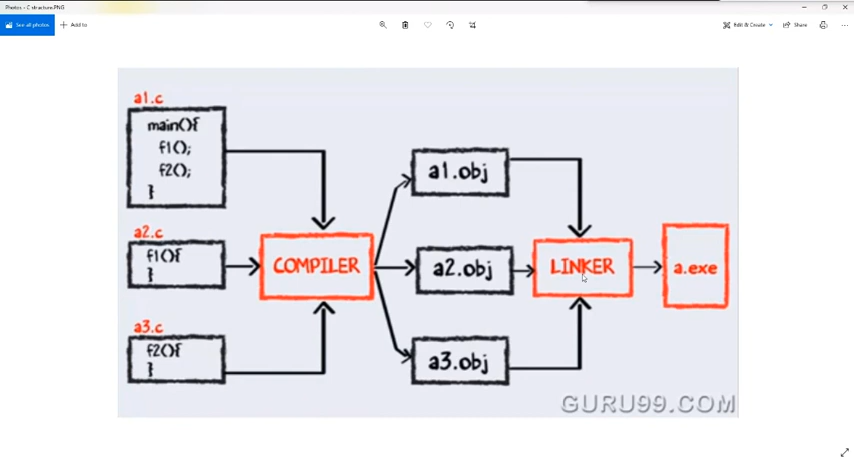 Photos - C structure.PNG
See all photos
Add to
Edit & Create
Share
a1.c
main(){
f1();
f2();
}
a2.c
f1(){
}
a3.c
f2(){
}
COMPILER
a1.obj
a2.obj
a3.obj
LINKER
a.exe
GURU99.COM